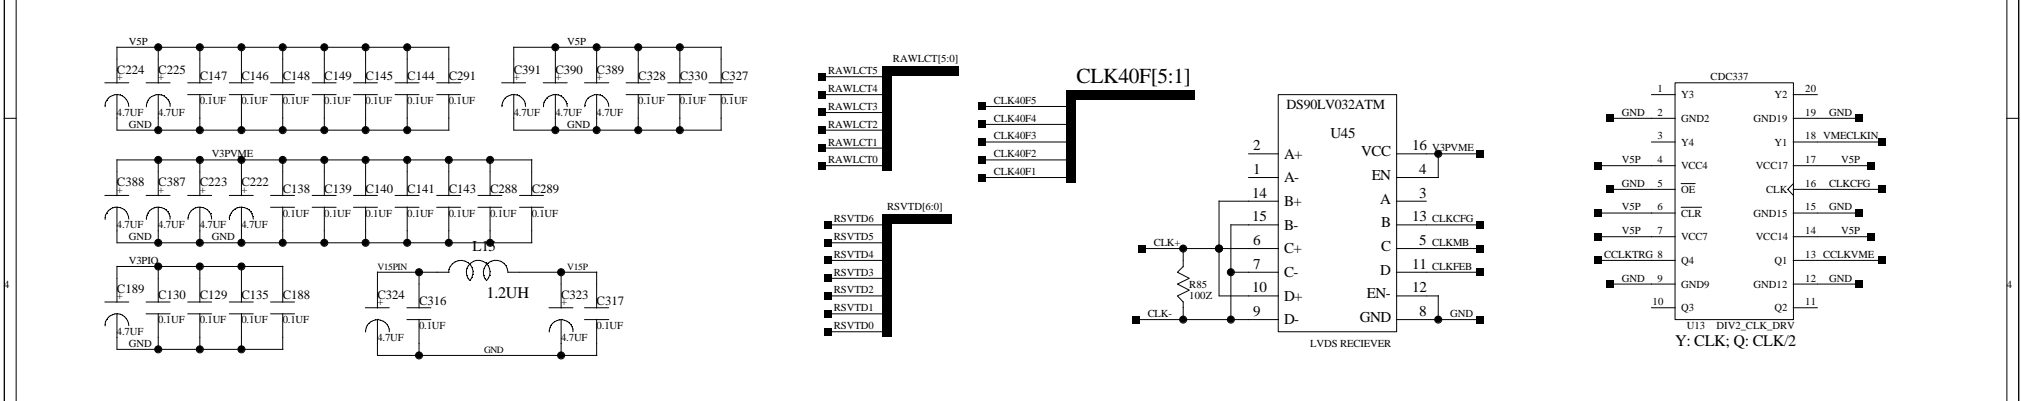 V5P
C224 C225 C147 C146 C148 C149 C145 C144 C291
+ +
0.1UF 0.1UF 0.1UF 0.1UF 0.1UF 0.1UF 0.1UF
4.7UF 4.7UF
GND
V5P
C391 C390 C389 C328 C330 C327
+ + +
0.1UF 0.1UF 0.1UF
4.7UF 4.7UF 4.7UF
GND
V3PVME
C388 C387 C223 C222 C138 C139 C140 C141 C143 C288 C289
+ + + +
0.1UF 0.1UF 0.1UF 0.1UF 0.1UF 0.1UF 0.1UF
4.7UF 4.7UF 4.7UF 4.7UF
GND GND
V3PIO
C189 C130 C129 C135 C188
+
0.1UF 0.1UF 0.1UF 0.1UF
4.7UF
GND
L15
V15PIN V15P
1.2UH
C324 C316 C323 C317
+ +
0.1UF 0.1UF
4.7UF 4.7UF
GND
RAWLCT[5:0]
RAWLCT5
RAWLCT4
RAWLCT3
RAWLCT2
RAWLCT1
RAWLCT0
RSVTD[6:0]
RSVTD6
RSVTD5
RSVTD4
RSVTD3
RSVTD2
RSVTD1
RSVTD0
CLK40F[5:1]
CLK40F5
CLK40F4
CLK40F3
CLK40F2
CLK40F1
DS90LV032ATM
U45
2 A+ VCC 16 V3PVME
1 A- EN 4
14 B+ A 3
15 B- B 13 CLKCFG
CLK+ 6 C+ C 5 CLKMB
7 C- D 11 CLKFEB
R85
100Z
10 D+ EN- 12
CLK- 9 D- GND 8 GND
LVDS RECIEVER
CDC337
1 Y3 Y2 20
GND 2 GND2 GND19 19 GND
3 Y4 Y1 18 VMECLKIN
V5P 4 VCC4 VCC17 17 V5P
GND 5 OE CLK 16 CLKCFG
V5P 6 CLR GND15 15 GND
V5P 7 VCC7 VCC14 14 V5P
CCLKTRG 8 Q4 Q1 13 CCLKVME
GND 9 GND9 GND12 12 GND
10 Q3 Q2 11
U13 DIV2_CLK_DRV
Y: CLK; Q: CLK/2
4 4